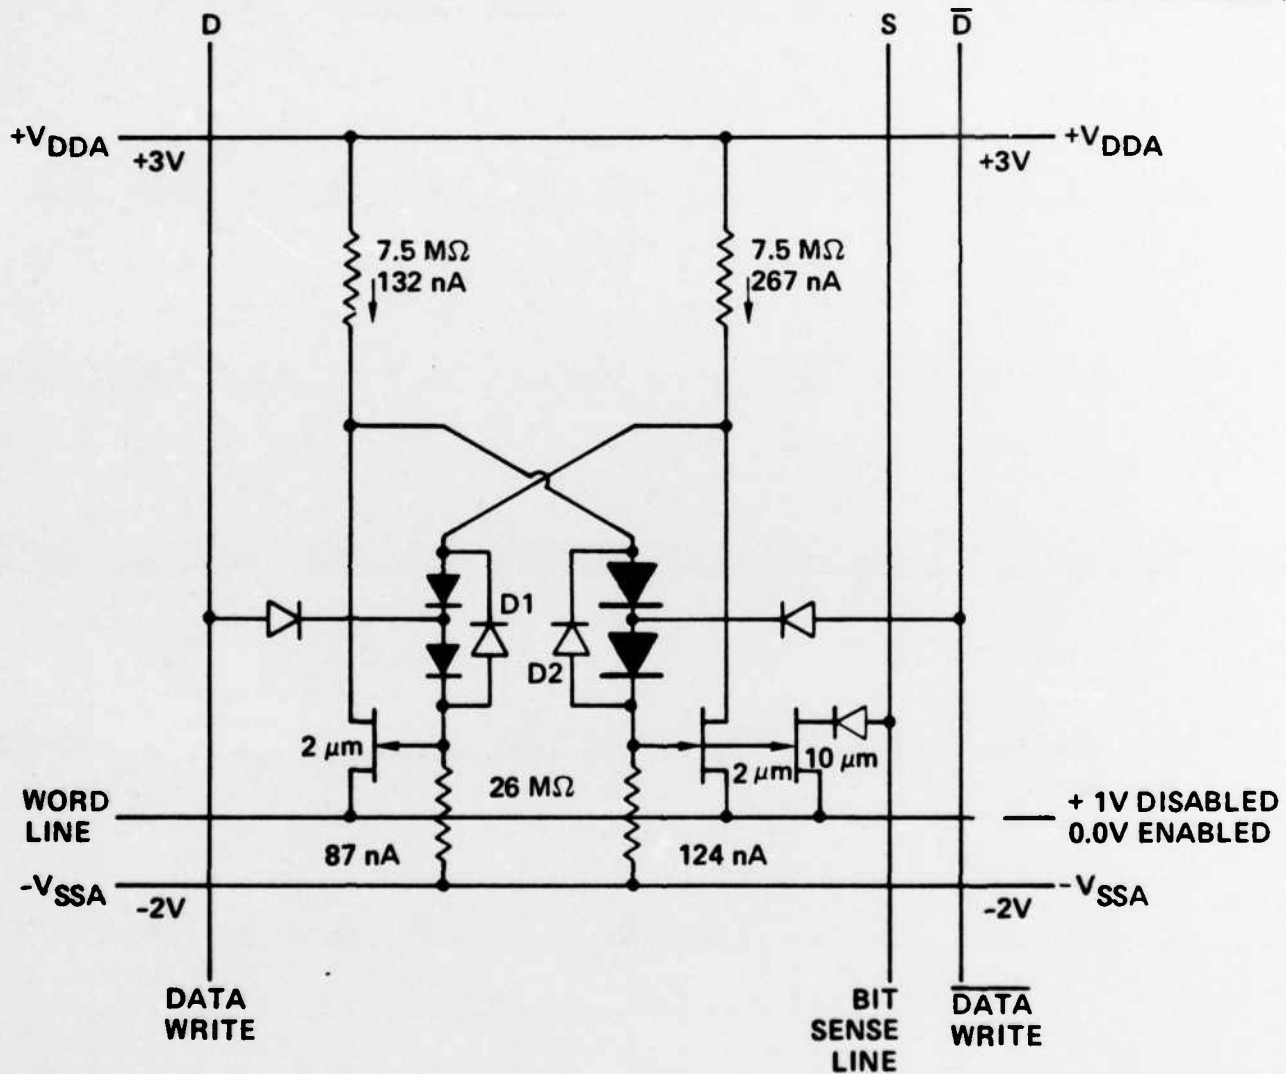 D
S
D̅
+VDDA
+3V
+3V
+VDDA
7.5 MΩ
132 nA
7.5 MΩ
267 nA
D1
D2
2 μm
2 μm
10 μm
26 MΩ
WORD
LINE
+ 1V DISABLED
0.0V ENABLED
87 nA
124 nA
-VSSA
-2V
-2V
-VSSA
DATA
WRITE
BIT
SENSE
LINE
D̅A̅T̅A̅
WRITE